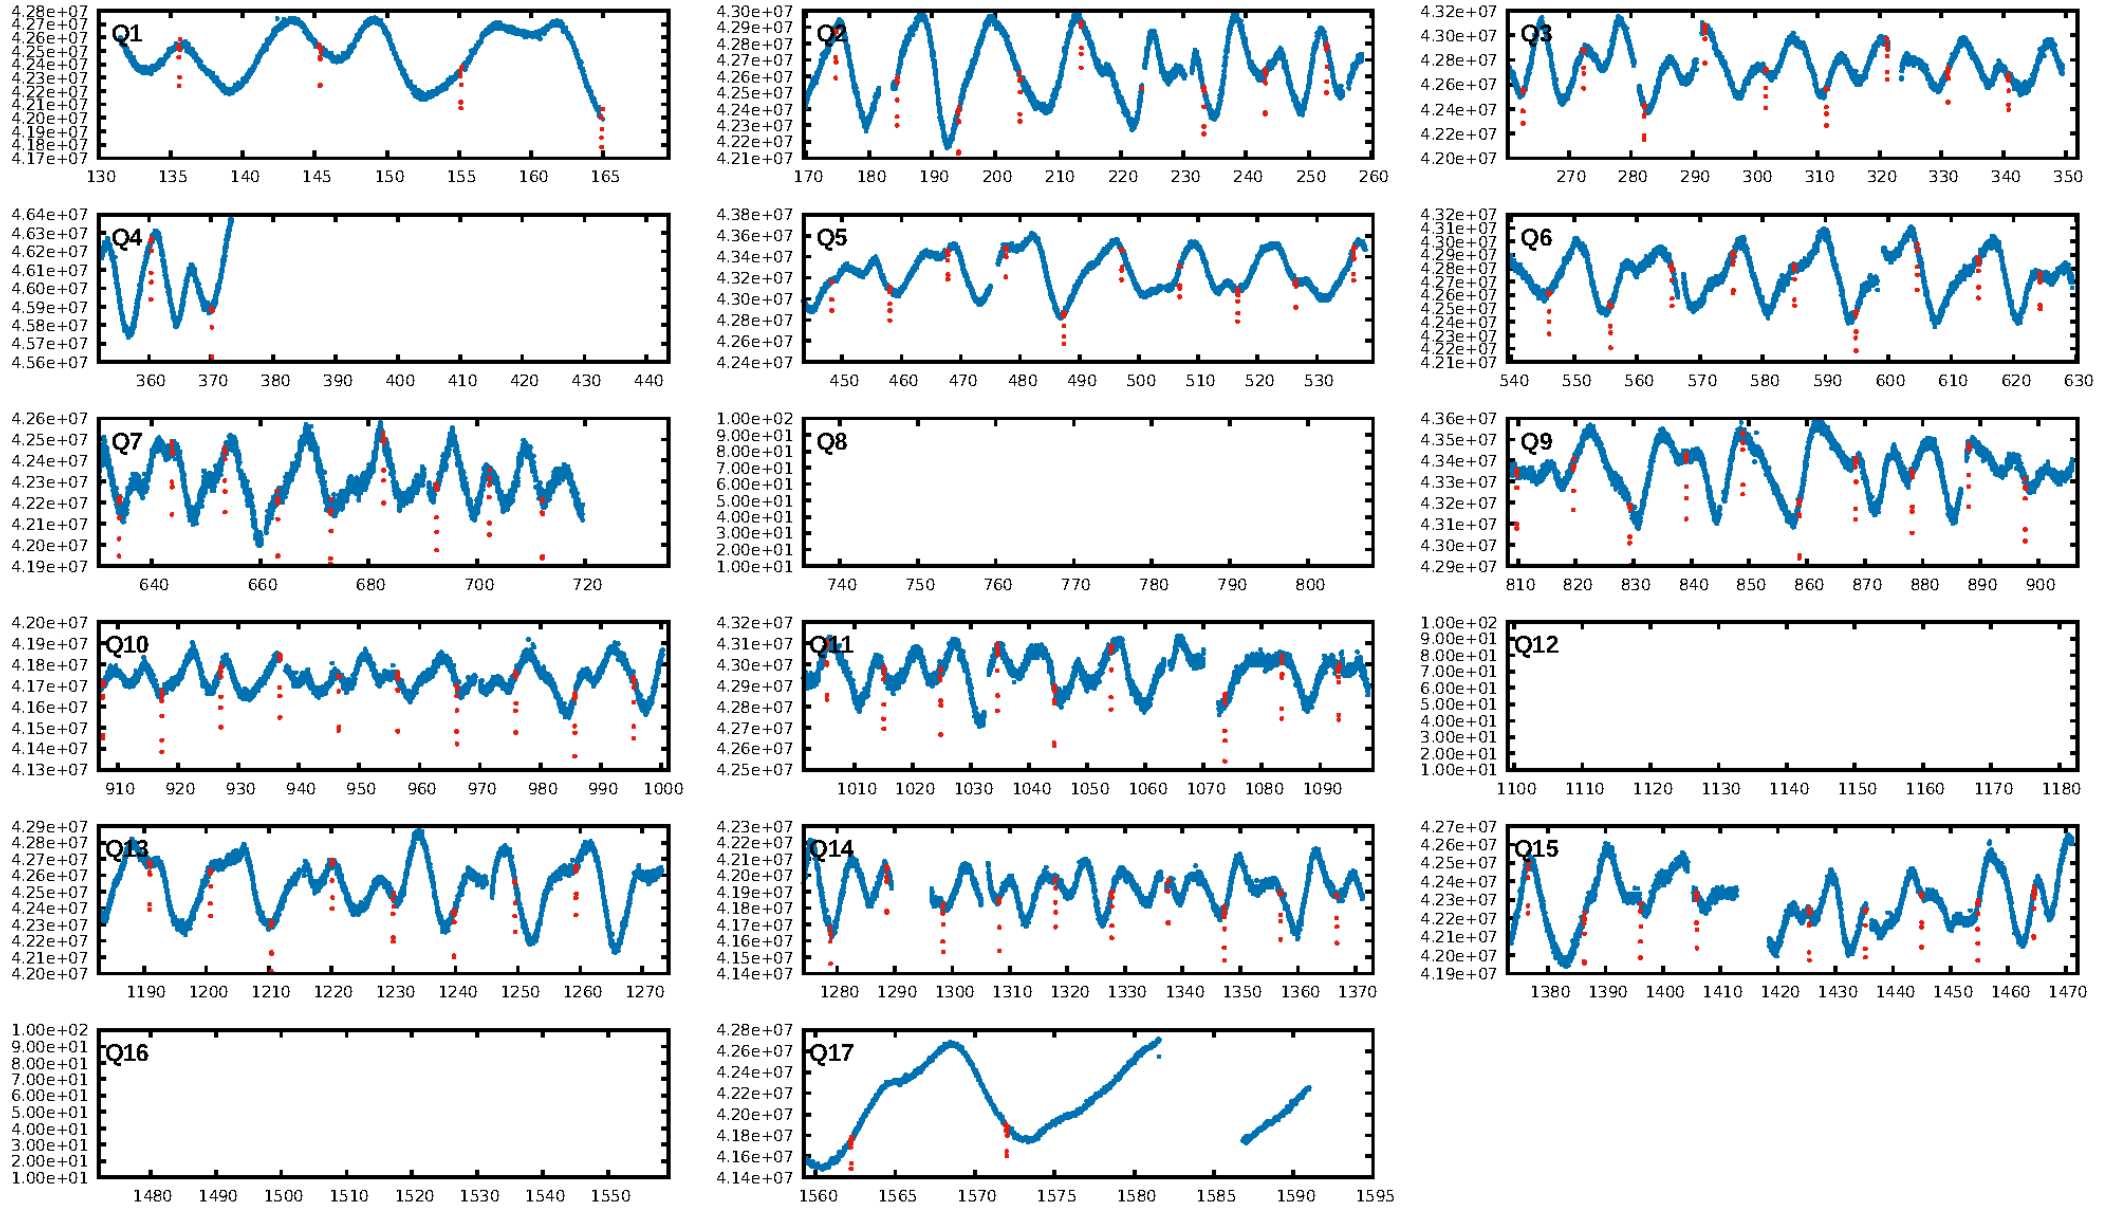 4.28e+07
4.27e+07
4.26e+07
4.25e+07
4.24e+07
4.23e+07
4.22e+07
4.21e+07
4.20e+07
4.19e+07
4.18e+07
4.17e+07
Q1
130 135 140 145 150 155 160 165
4.30e+07
4.29e+07
4.28e+07
4.27e+07
4.26e+07
4.25e+07
4.24e+07
4.23e+07
4.22e+07
4.21e+07
Q2
170 180 190 200 210 220 230 240 250 260
4.32e+07
4.30e+07
4.28e+07
4.26e+07
4.24e+07
4.22e+07
4.20e+07
Q3
270 280 290 300 310 320 330 340 350
4.64e+07
4.63e+07
4.62e+07
4.61e+07
4.60e+07
4.59e+07
4.58e+07
4.57e+07
4.56e+07
Q4
360 370 380 390 400 410 420 430 440
4.38e+07
4.36e+07
4.34e+07
4.32e+07
4.30e+07
4.28e+07
4.26e+07
4.24e+07
Q5
450 460 470 480 490 500 510 520 530
4.32e+07
4.31e+07
4.30e+07
4.29e+07
4.28e+07
4.27e+07
4.26e+07
4.25e+07
4.24e+07
4.23e+07
4.22e+07
4.21e+07
Q6
540 550 560 570 580 590 600 610 620 630
4.26e+07
4.25e+07
4.24e+07
4.23e+07
4.22e+07
4.21e+07
4.20e+07
4.19e+07
Q7
640 660 680 700 720
1.00e+02
9.00e+01
8.00e+01
7.00e+01
6.00e+01
5.00e+01
4.00e+01
3.00e+01
2.00e+01
1.00e+01
Q8
740 750 760 770 780 790 800
4.36e+07
4.35e+07
4.34e+07
4.33e+07
4.32e+07
4.31e+07
4.30e+07
4.29e+07
Q9
810 820 830 840 850 860 870 880 890 900
4.20e+07
4.19e+07
4.18e+07
4.17e+07
4.16e+07
4.15e+07
4.14e+07
4.13e+07
Q10
910 920 930 940 950 960 970 980 990 1000
4.32e+07
4.31e+07
4.30e+07
4.29e+07
4.28e+07
4.27e+07
4.26e+07
4.25e+07
Q11
1010 1020 1030 1040 1050 1060 1070 1080 1090
1.00e+02
9.00e+01
8.00e+01
7.00e+01
6.00e+01
5.00e+01
4.00e+01
3.00e+01
2.00e+01
1.00e+01
Q12
1100 1110 1120 1130 1140 1150 1160 1170 1180
4.29e+07
4.28e+07
4.27e+07
4.26e+07
4.25e+07
4.24e+07
4.23e+07
4.22e+07
4.21e+07
4.20e+07
Q13
1190 1200 1210 1220 1230 1240 1250 1260 1270
4.23e+07
4.22e+07
4.21e+07
4.20e+07
4.19e+07
4.18e+07
4.17e+07
4.16e+07
4.15e+07
4.14e+07
Q14
1280 1290 1300 1310 1320 1330 1340 1350 1360 1370
4.27e+07
4.26e+07
4.25e+07
4.24e+07
4.23e+07
4.22e+07
4.21e+07
4.20e+07
4.19e+07
Q15
1380 1390 1400 1410 1420 1430 1440 1450 1460 1470
1.00e+02
9.00e+01
8.00e+01
7.00e+01
6.00e+01
5.00e+01
4.00e+01
3.00e+01
2.00e+01
1.00e+01
Q16
1480 1490 1500 1510 1520 1530 1540 1550
4.28e+07
4.26e+07
4.24e+07
4.22e+07
4.20e+07
4.18e+07
4.16e+07
4.14e+07
Q17
1560 1565 1570 1575 1580 1585 1590 1595